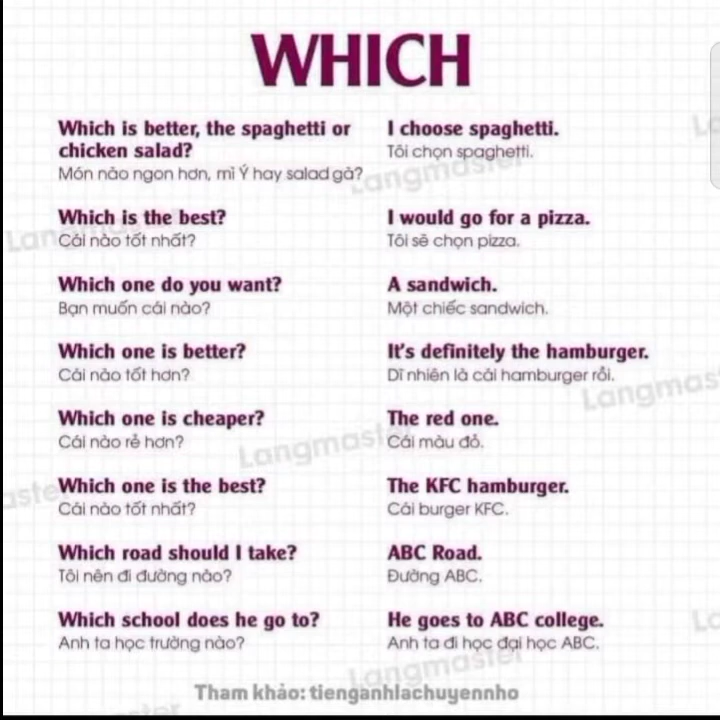 WHICH
Which is better, the spaghetti or
chicken salad?
Món nào ngon hơn, mì Ý hay salad gà?
I choose spaghetti.
Tôi chọn spaghetti.
Which is the best?
Cái nào tốt nhất?
I would go for a pizza.
Tôi sẽ chọn pizza.
Which one do you want?
Bạn muốn cái nào?
A sandwich.
Một chiếc sandwich.
Which one is better?
Cái nào tốt hơn?
It's definitely the hamburger.
Dĩ nhiên là cái hamburger rồi.
Which one is cheaper?
Cái nào rẻ hơn?
The red one.
Cái màu đỏ.
Which one is the best?
Cái nào tốt nhất?
The KFC hamburger.
Cái burger KFC.
Which road should I take?
Tôi nên đi đường nào?
ABC Road.
Đường ABC.
Which school does he go to?
Anh ta học trường nào?
He goes to ABC college.
Anh ta đi học đại học ABC.
Tham khảo: tienganhlachuyennho
Langmaster
Langmaster
Langmaster